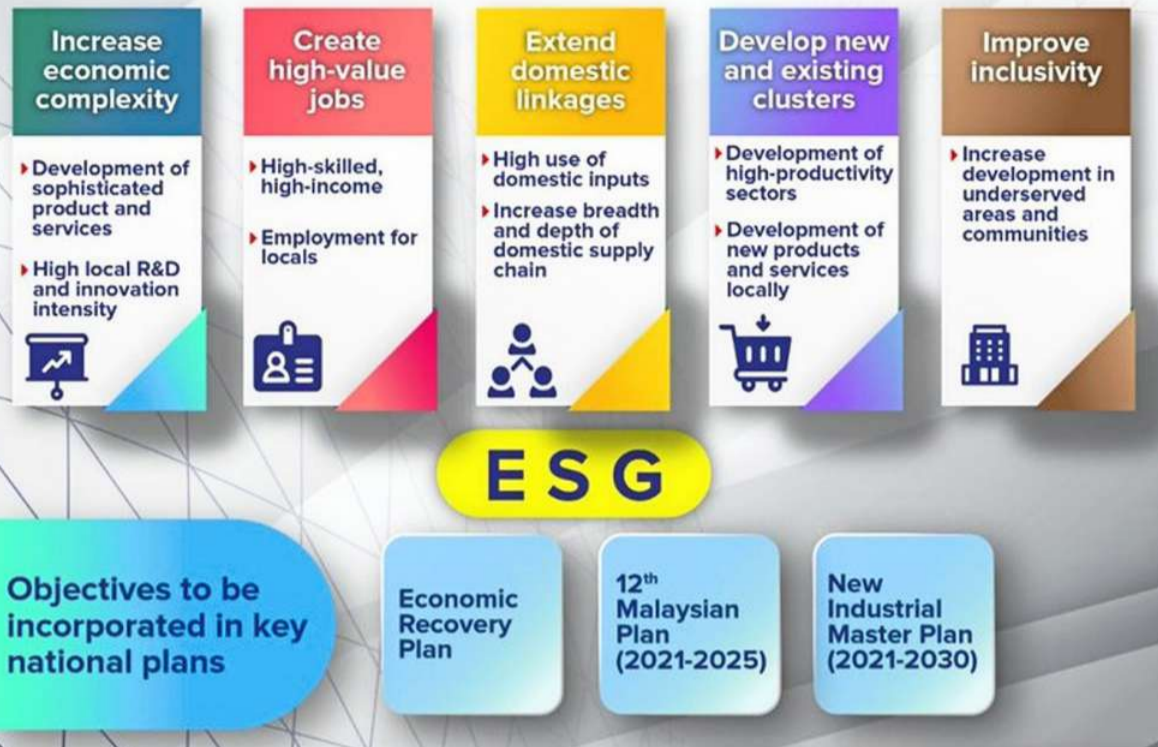 Increase
economic
complexity
Development of
sophisticated
product and
services
High local R&D
and innovation
intensity
Create
high-value
jobs
High-skilled,
high-income
Employment for
locals
Extend
domestic
linkages
High use of
domestic inputs
Increase breadth
and depth of
domestic supply
chain
Develop new
and existing
clusters
Development of
high-productivity
sectors
Development of
new products
and services
locally
Improve
inclusivity
Increase
development in
underserved
areas and
communities
ESG
Objectives to be
incorporated in key
national plans
Economic
Recovery
Plan
12th
Malaysian
Plan
(2021-2025)
New
Industrial
Master Plan
(2021-2030)